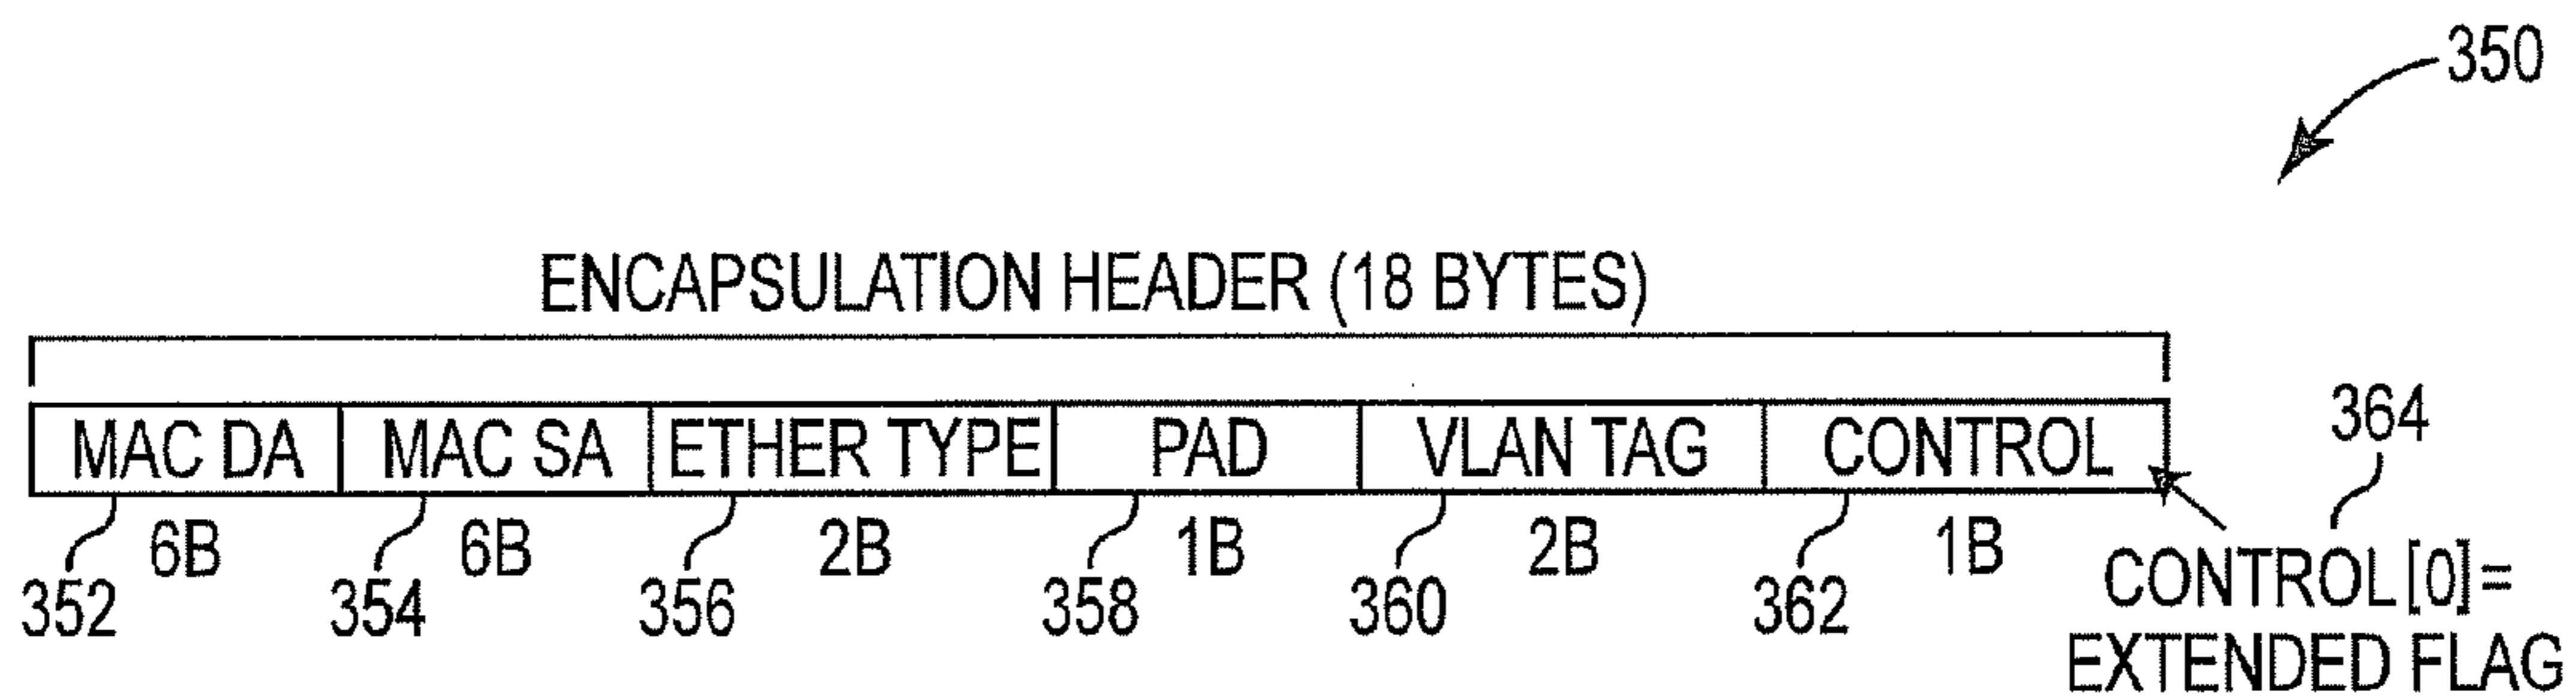 350
ENCAPSULATION HEADER (18 BYTES)
MAC DA MAC SA ETHER TYPE PAD VLAN TAG CONTROL
364
6B 6B 2B 1B 2B 1B
352 354 356 358 360 362
CONTROL [0]=
EXTENDED FLAG